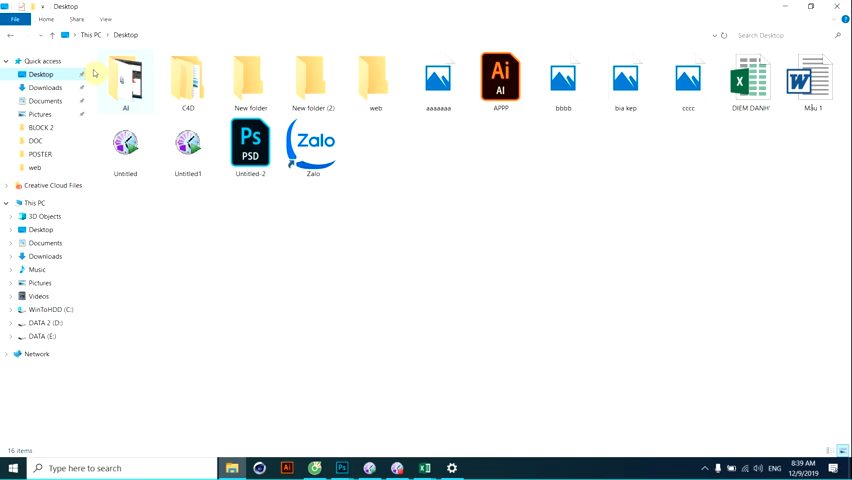 Desktop
File Home Share View
This PC Desktop
Search Desktop
Quick access
Desktop
Downloads
Documents
Pictures
BLOCK 2
DOC
POSTER
web
Creative Cloud Files
This PC
3D Objects
Desktop
Documents
Downloads
Music
Pictures
Videos
WinToHDD (C:)
DATA 2 (D:)
DATA (E:)
Network
Ai
AI
X
W
AI C4D New folder New folder (2) web aaaaaaa APPP bbbb bia kep cccc DIEM DANH' Mẫu 1
Ps
PSD
Zalo
Untitled Untitled1 Untitled-2 Zalo
16 items
Type here to search
Ai
Ps
ENG
8:39 AM
12/9/2019